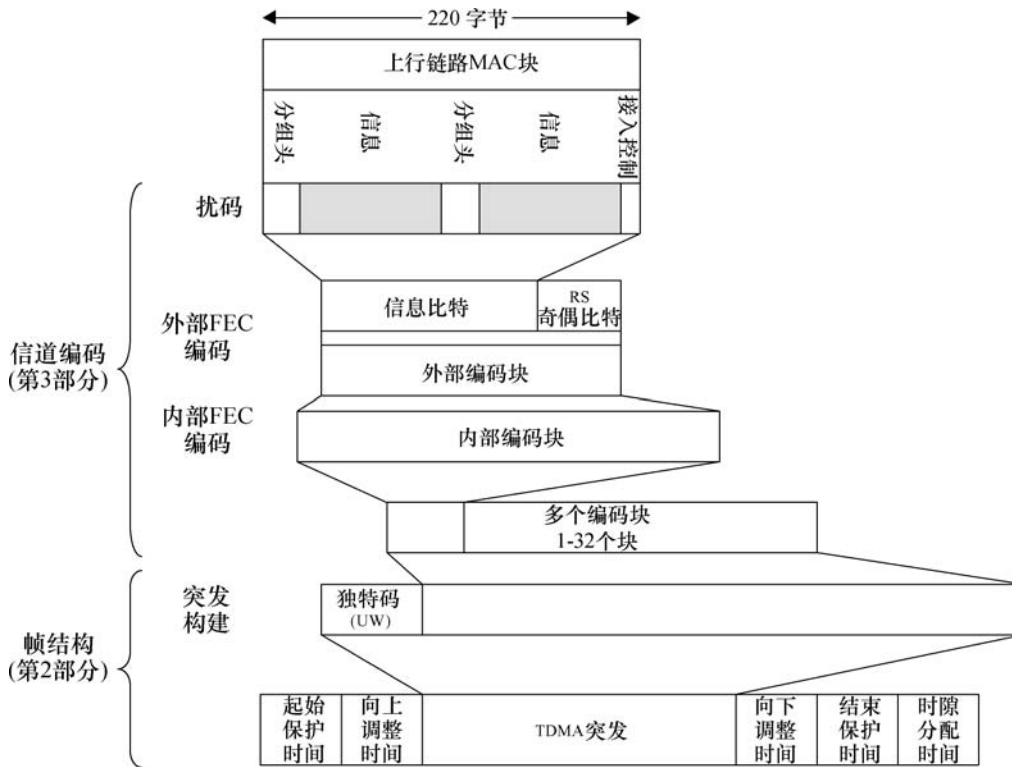 220 字节
上行链路MAC块
分组头
信息
分组头
信息
接入控制
扰码
信息比特
RS
奇偶比特
外部FEC
编码
外部编码块
信道编码
(第3部分)
内部FEC
编码
内部编码块
多个编码块
1-32个块
突发
构建
独特码
(UW)
帧结构
(第2部分)
起始
保护
时间
向上
调整
时间
TDMA突发
向下
调整
时间
结束
保护
时间
时隙
分配
时间